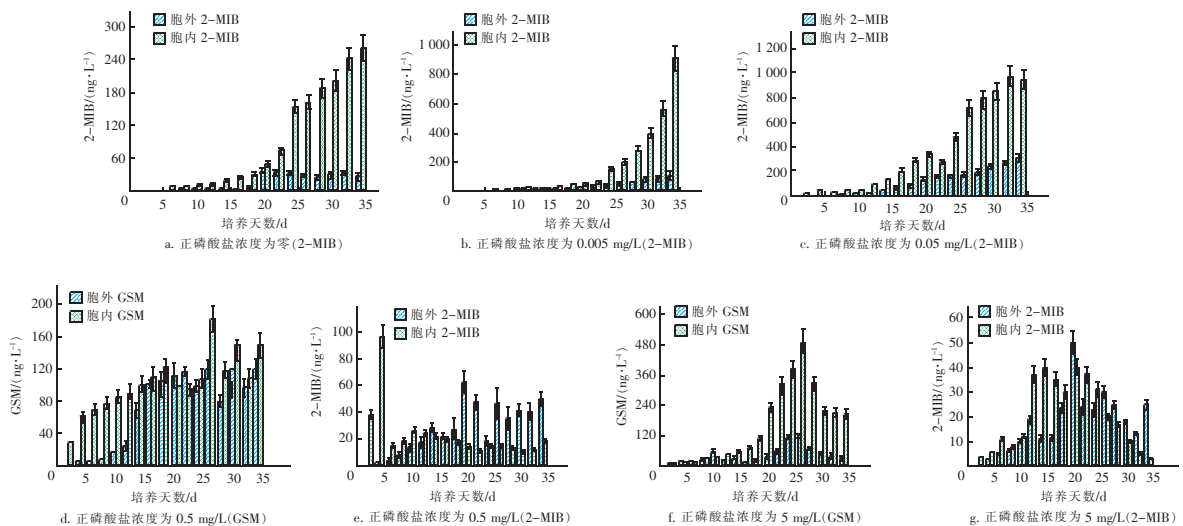 胞外 2-MIB
胞内 2-MIB
2-MIB/(ng·L⁻¹)
300
240
180
120
60
0 5 10 15 20 25 30 35
培养天数/d
a. 正磷酸盐浓度为零(2-MIB)
胞外 2-MIB
胞内 2-MIB
2-MIB/(ng·L⁻¹)
1 000
800
600
400
200
0 5 10 15 20 25 30 35
培养天数/d
b. 正磷酸盐浓度为 0.005 mg/L(2-MIB)
胞外 2-MIB
胞内 2-MIB
2-MIB/(ng·L⁻¹)
1 200
1 000
800
600
400
200
0 5 10 15 20 25 30 35
培养天数/d
c. 正磷酸盐浓度为 0.05 mg/L(2-MIB)
胞外 GSM
胞内 GSM
GSM/(ng·L⁻¹)
200
160
120
80
40
0 5 10 15 20 25 30 35
培养天数/d
d. 正磷酸盐浓度为 0.5 mg/L(GSM)
胞外 2-MIB
胞内 2-MIB
2-MIB/(ng·L⁻¹)
100
80
60
40
20
0 5 10 15 20 25 30 35
培养天数/d
e. 正磷酸盐浓度为 0.5 mg/L(2-MIB)
胞外 GSM
胞内 GSM
GSM/(ng·L⁻¹)
600
480
360
240
120
0 5 10 15 20 25 30 35
培养天数/d
f. 正磷酸盐浓度为 5 mg/L(GSM)
胞外 2-MIB
胞内 2-MIB
2-MIB/(ng·L⁻¹)
60
50
40
30
20
10
0 5 10 15 20 25 30 35
培养天数/d
g. 正磷酸盐浓度为 5 mg/L(2-MIB)